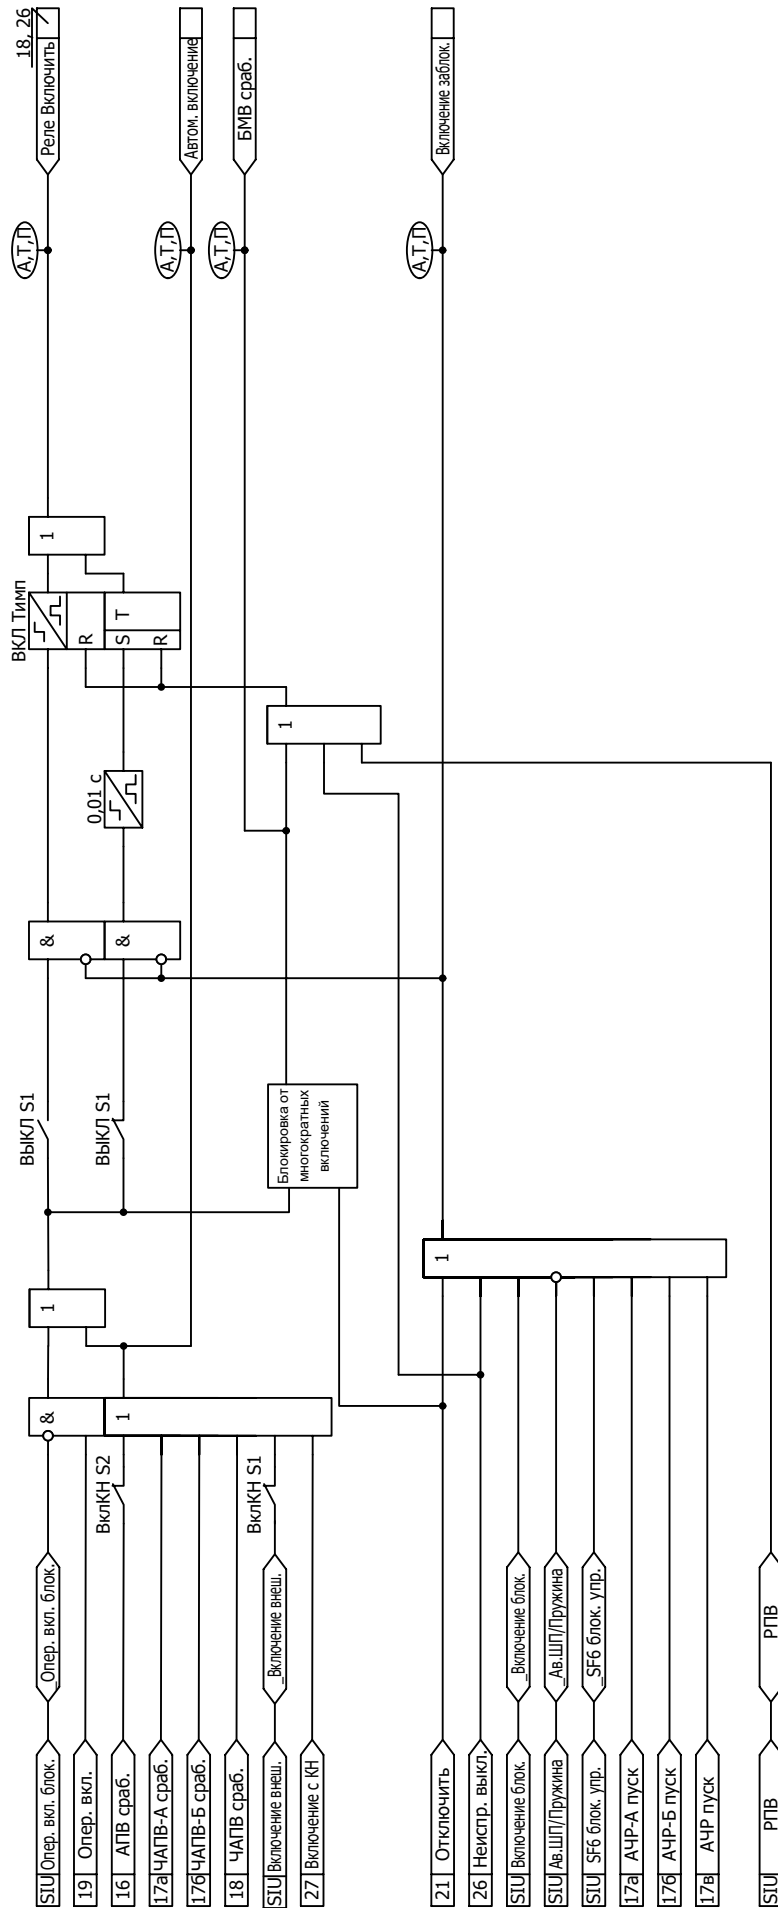 18, 26
Реле Включить
Автом. включение
БМВ сраб.
Включение заблок.
А,Т,П
А,Т,П
А,Т,П
А,Т,П
1
ВКЛ Тимп
R
S
T
R
1
0,01 с
&
&
ВЫКЛ S1
ВЫКЛ S1
Блокировка от
многократных
включений
1
1
&
1
ВклКН S2
ВклКН S1
SIU Опер. вкл. блок.
_Опер. вкл. блок.
19 Опер. вкл.
16 АПВ сраб.
17а ЧАПВ-А сраб.
17б ЧАПВ-Б сраб.
18 ЧАПВ сраб.
SIU Включение внеш.
_Включение внеш.
27 Включение с КН
21 Отключить
26 Неиспр. выкл.
SIU Включение блок.
_Включение блок.
SIU Ав.ШП/Пружина
_Ав.ШП/Пружина
SIU SF6 блок. упр.
_SF6 блок. упр.
17а АЧР-А пуск
17б АЧР-Б пуск
17в АЧР пуск
SIU РПВ
РПВ